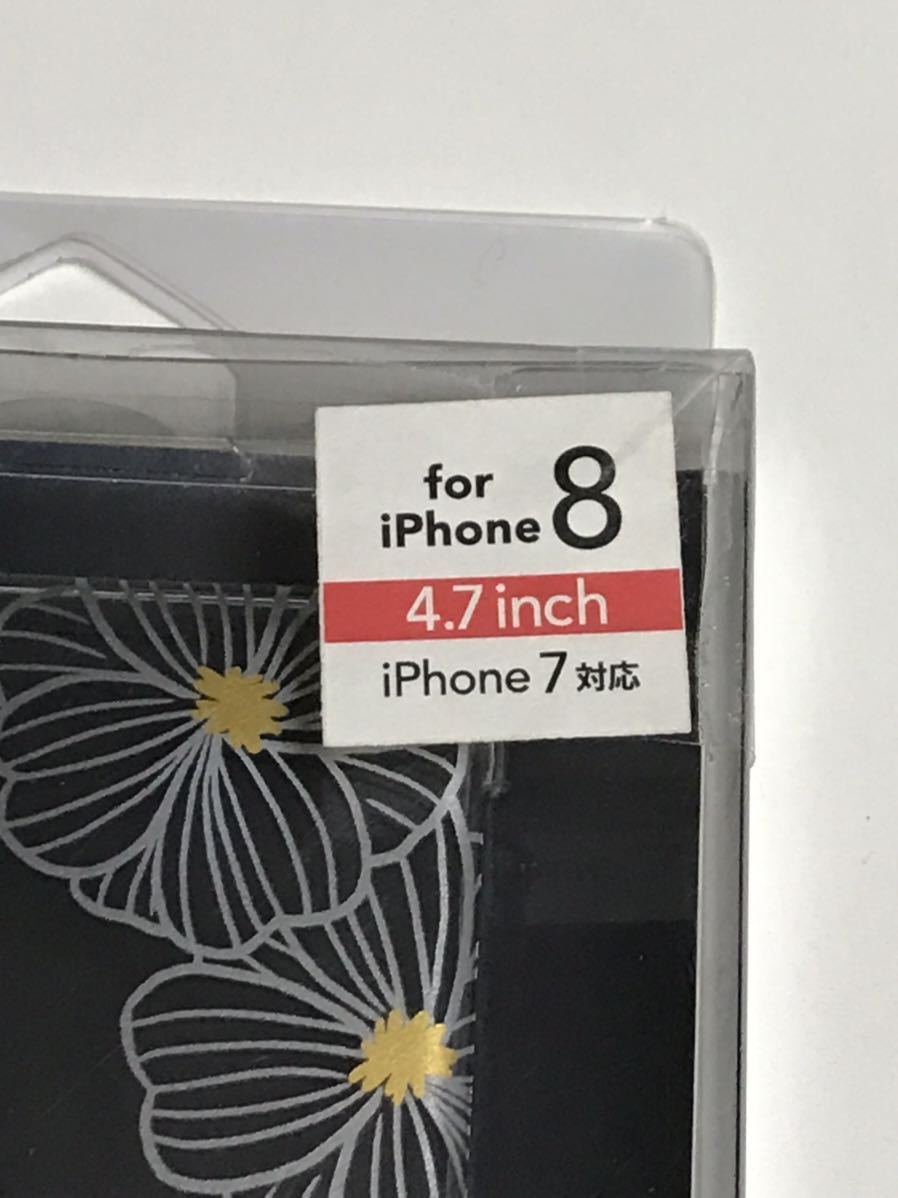 for
iPhone 8
4.7 inch
iPhone 7 対応